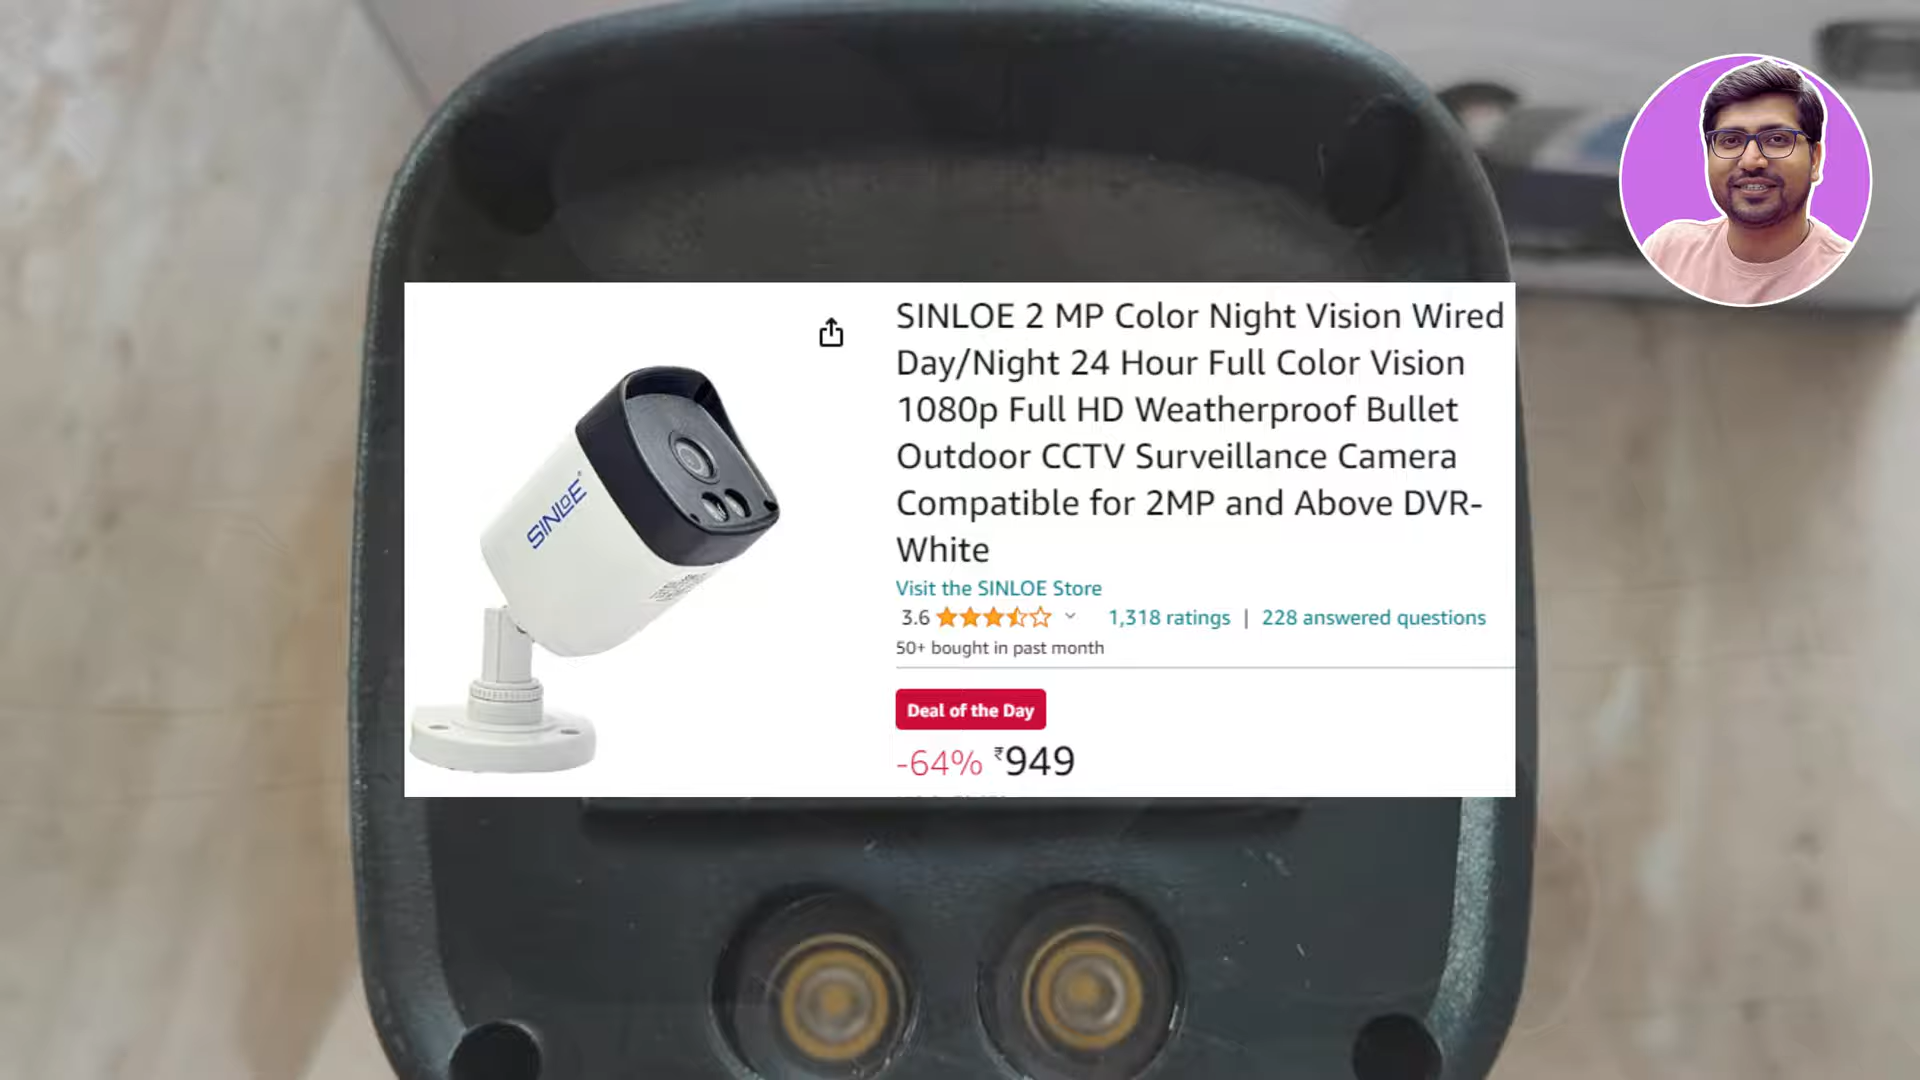 SINLOE 2 MP Color Night Vision Wired
Day/Night 24 Hour Full Color Vision
1080p Full HD Weatherproof Bullet
Outdoor CCTV Surveillance Camera
Compatible for 2MP and Above DVR-
White
Visit the SINLOE Store
3.6 1,318 ratings | 228 answered questions
50+ bought in past month
Deal of the Day
-64% ₹949
SINLOE